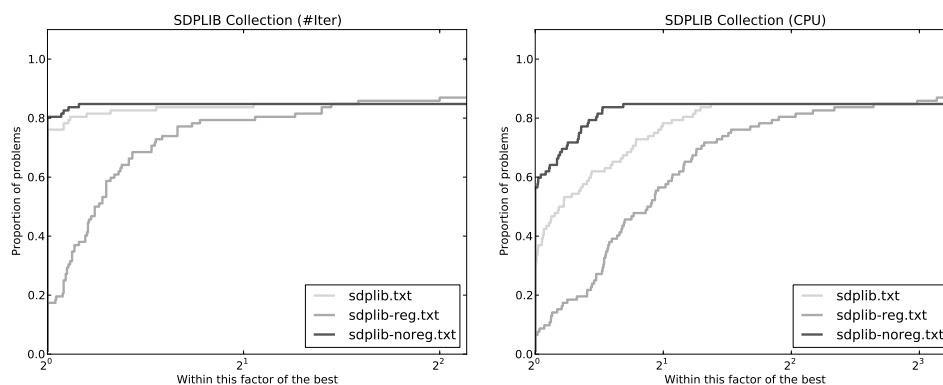 SDPLIB Collection (#Iter)
Proportion of problems
1.0
0.8
0.6
0.4
0.2
0.0
2^0
2^1
2^2
Within this factor of the best
sdplib.txt
sdplib-reg.txt
sdplib-noreg.txt
SDPLIB Collection (CPU)
Proportion of problems
1.0
0.8
0.6
0.4
0.2
0.0
2^0
2^1
2^2
2^3
Within this factor of the best
sdplib.txt
sdplib-reg.txt
sdplib-noreg.txt